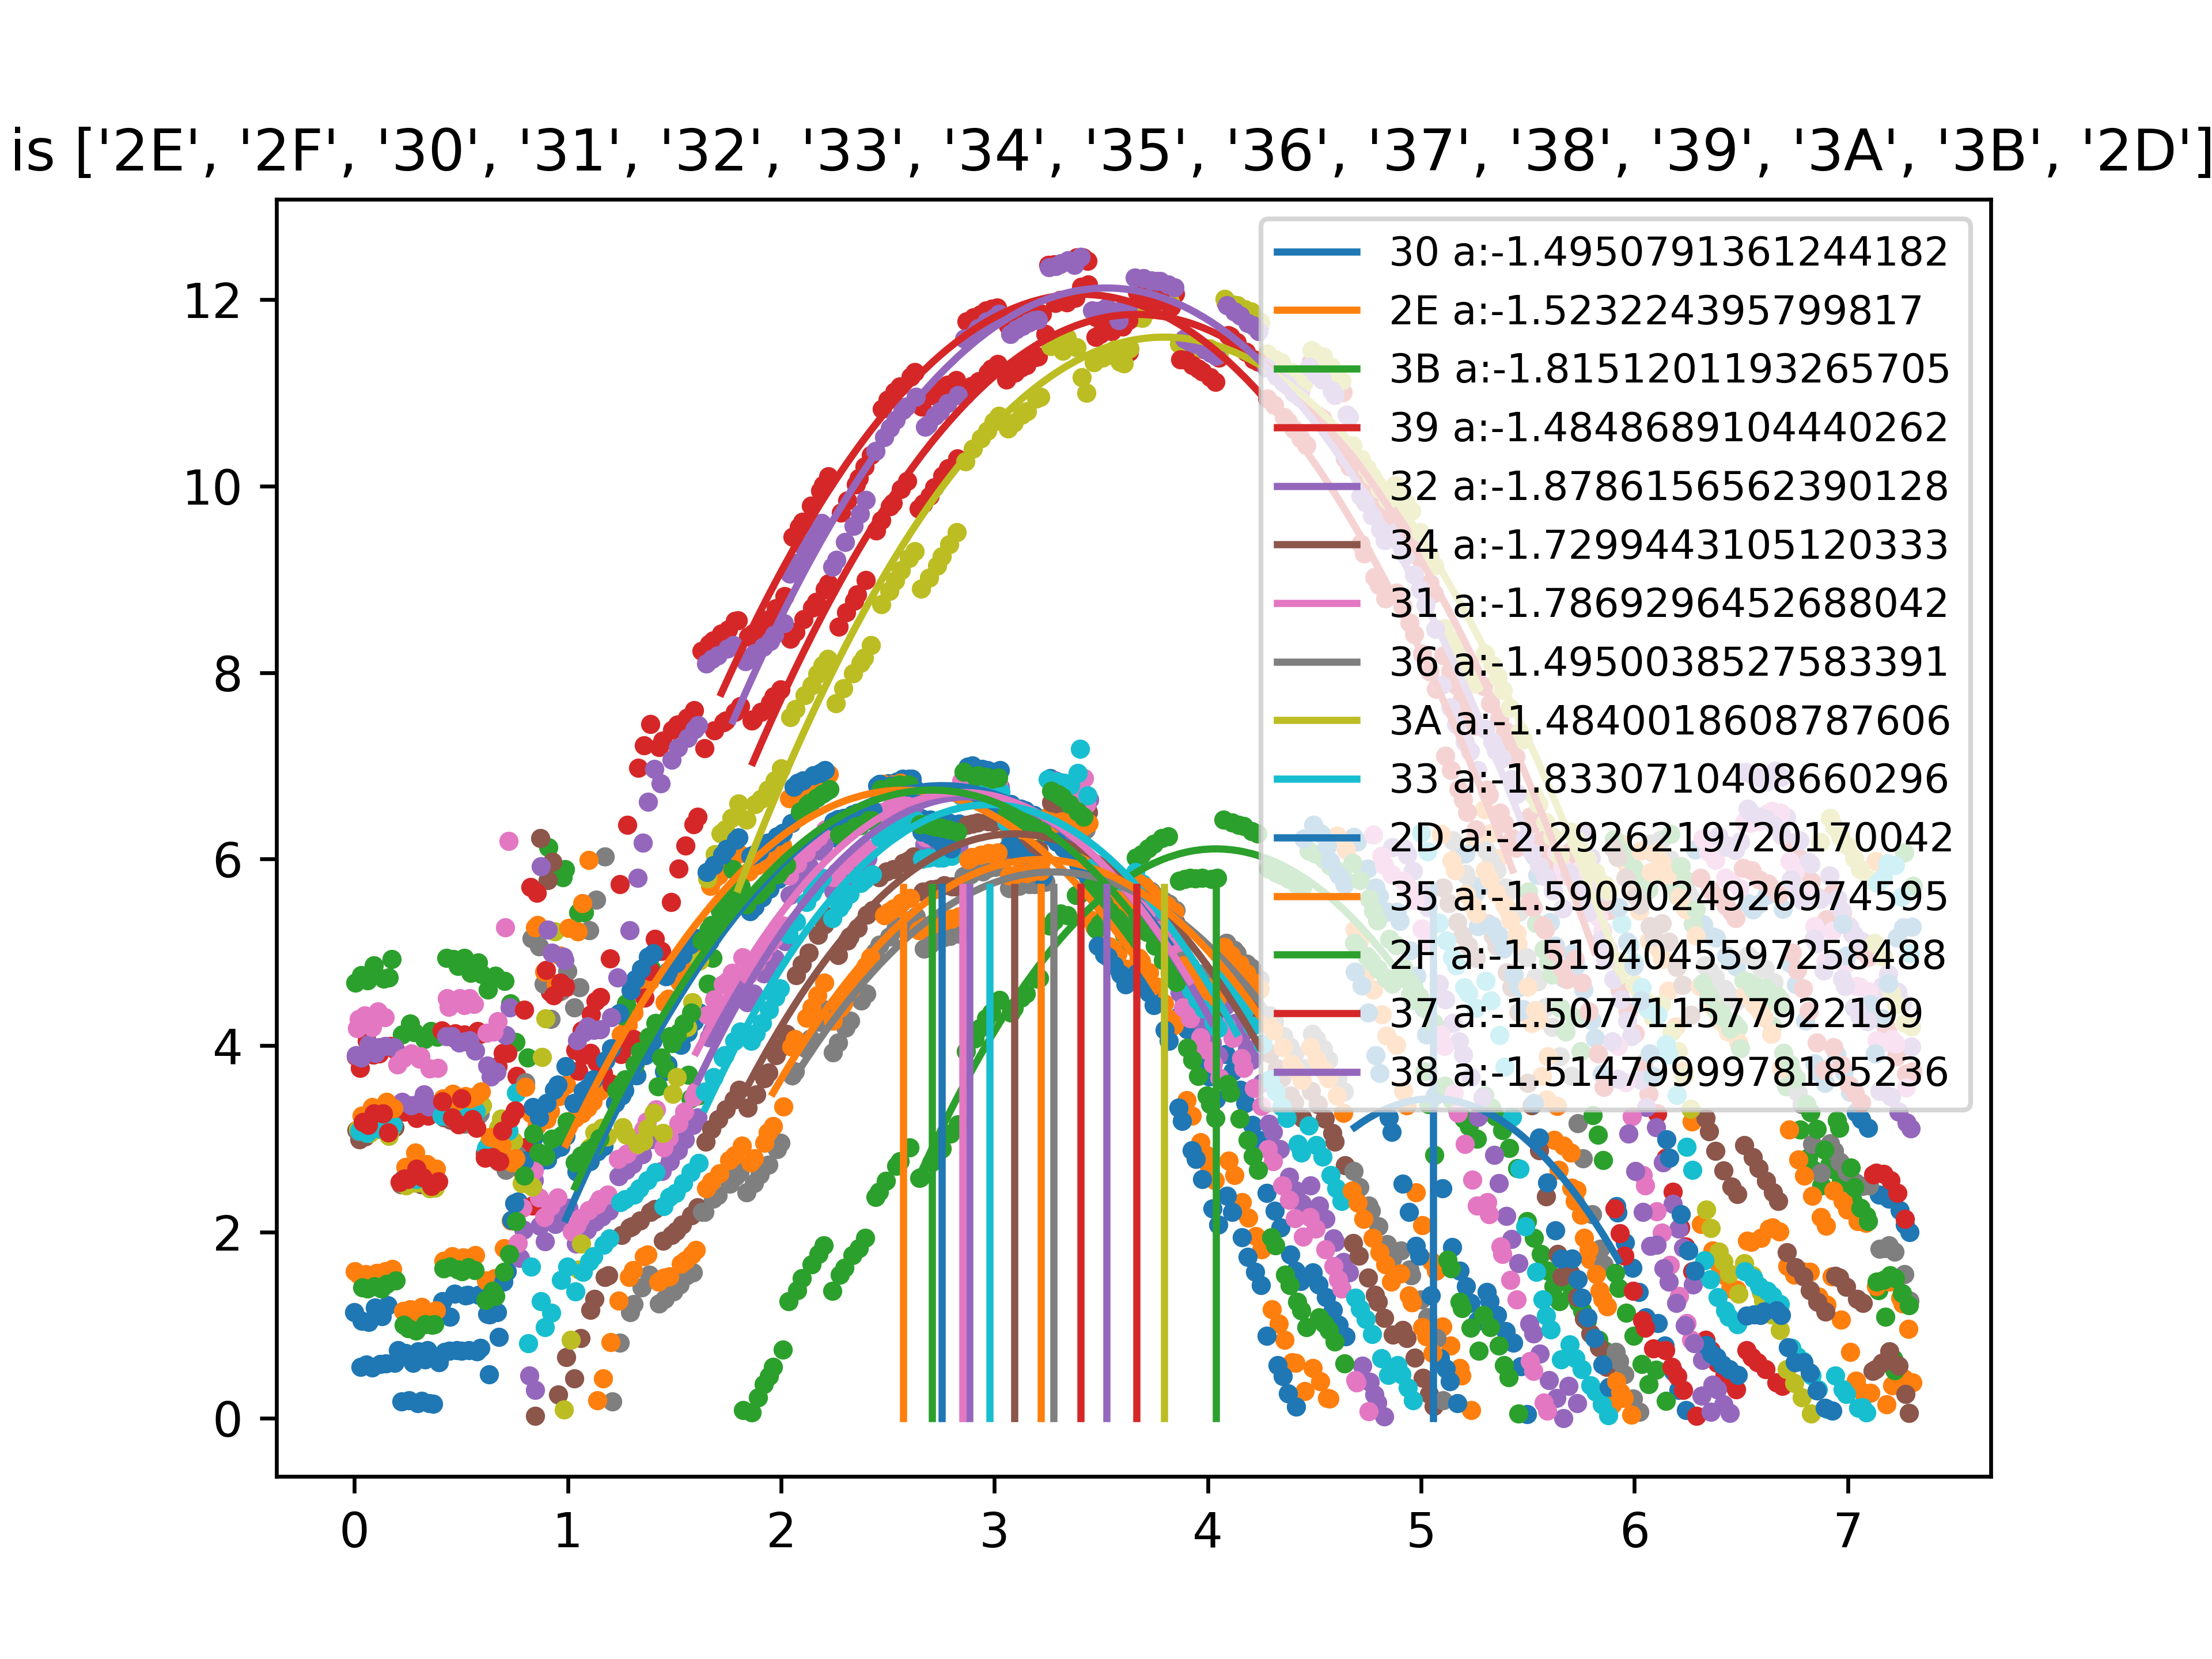 is ['2E', '2F', '30', '31', '32', '33', '34', '35', '36', '37', '38', '39', '3A', '3B', '2D']
30 a:-1.4950791361244182
2E a:-1.523224395799817
3B a:-1.8151201193265705
39 a:-1.4848689104440262
32 a:-1.8786156562390128
34 a:-1.7299443105120333
31 a:-1.7869296452688042
36 a:-1.4950038527583391
3A a:-1.4840018608787606
33 a:-1.8330710408660296
2D a:-2.2926219720170042
35 a:-1.5909024926974595
2F a:-1.5194045597258488
37 a:-1.507711577922199
38 a:-1.5147999978185236
12
10
8
6
4
2
0
0 1 2 3 4 5 6 7